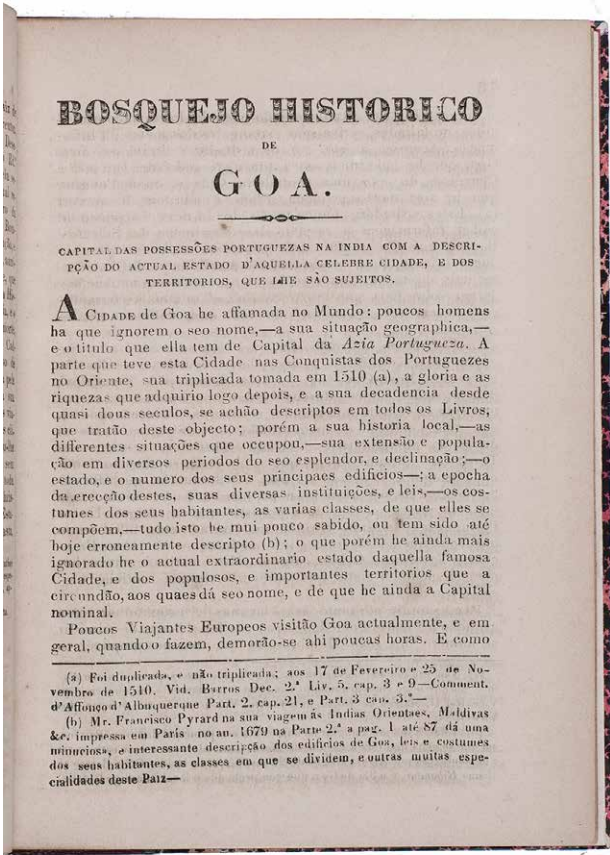 BOSQUEJO HISTORICO
DE
GOA.
CAPITAL DAS POSSESSÕES PORTUGUEZAS NA INDIA COM A DESCRI-
PÇÃO DO ACTUAL ESTADO D'AQUELLA CELEBRE CIDADE, E DOS
TERRITORIOS, QUE LHE SÃO SUJEITOS.
A CIDADE de Goa he affamada no Mundo: poucos homens
ha que ignorem o seo nome,—a sua situação geographica,—
e o titulo que ella tem de Capital da Azia Portugueza. A
parte que teve esta Cidade nas Conquistas dos Portuguezes
no Oriente, sua triplicada tomada em 1510 (a), a gloria e as
riquezas que adquirio logo depois, e a sua decadencia desde
quasi dous seculos, se achão descriptos em todos os Livros,
que tratão deste objecto; porém a sua historia local,—as
differentes situações que occupou,—sua extensão e popula-
ção em diversos periodos do seo esplendor, e declinação;—o
estado, e o numero dos seus principaes edificios—; a epocha
da erecção destes, suas diversas instituições, e leis,—os cos-
tumes dos seus habitantes, as varias classes, de que elles se
compõem,—tudo isto he mui pouco sabido, ou tem sido até
hoje erroneamente descripto (b); o que porém he ainda mais
ignorado he o actual extraordinario estado daquella famosa
Cidade, e dos populosos, e importantes territorios que a
circundão, aos quaes dá seo nome, e de que he ainda a Capital
nominal.
Poucos Viajantes Europeos visitão Goa actualmente, e em
geral, quando o fazem, demorão-se ahi poucas horas. E como
(a) Foi duplicada, e não triplicada; aos 17 de Fevereiro e 25 de No-
vembro de 1510. Vid. Barros Dec. 2.ª Liv. 5. cap. 3 e 9—Comment.
d'Affonço d'Albuquerque Part. 2. cap. 21, e Part. 3 cap. 3.º—
(b) Mr. Francisco Pyrard na sua viagem ás Indias Orientaes, Maldivas
&c. impressa em París no an. 1679 na Parte 2.ª a pag. 1 até 87 dá uma
minuciosa, e interessante descripção dos edificios de Goa, leis e costumes
dos seus habitantes, as classes em que se dividem, e outras muitas espe-
cialidades deste Paiz—